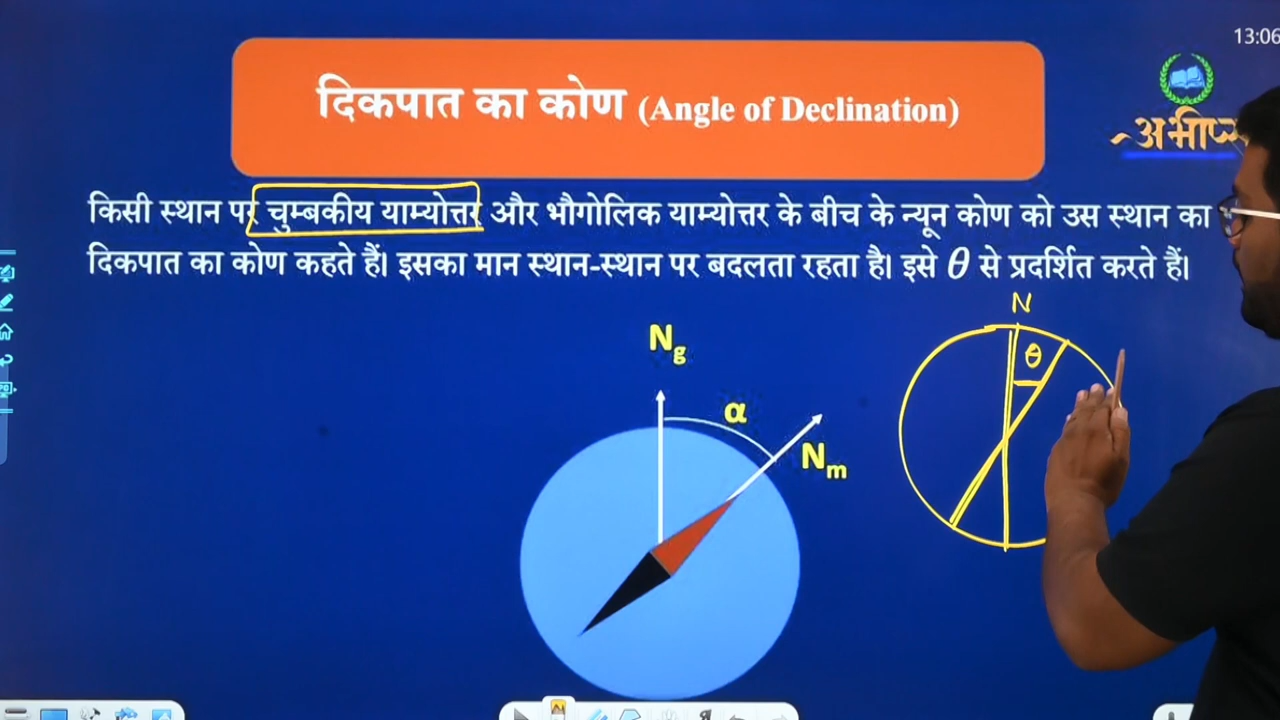 13:06
दिकपात का कोण (Angle of Declination)
किसी स्थान पर चुम्बकीय याम्योत्तर और भौगोलिक याम्योत्तर के बीच के न्यून कोण को उस स्थान का
दिकपात का कोण कहते हैं। इसका मान स्थान-स्थान पर बदलता रहता है। इसे θ से प्रदर्शित करते हैं।
N
θ
Ng
α
Nm